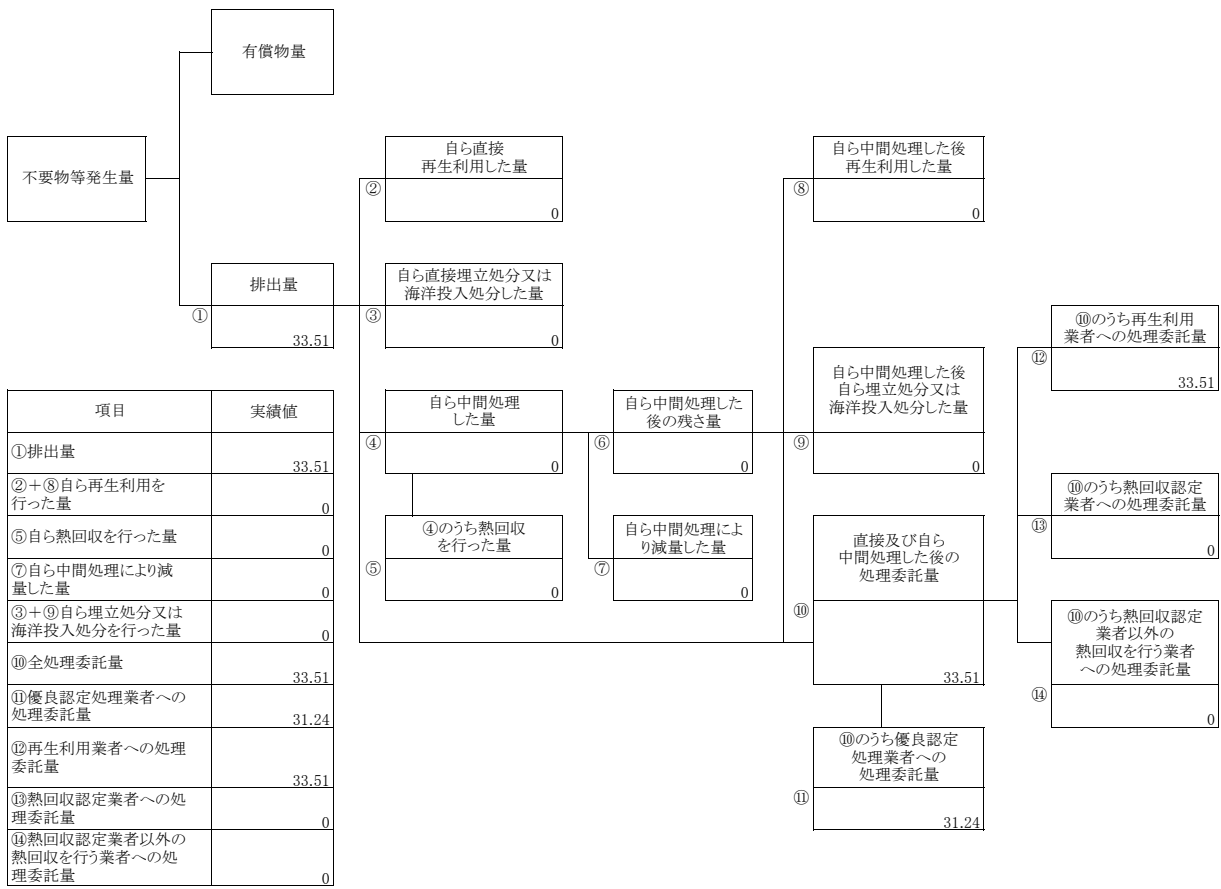 有償物量
不要物等発生量
排出量
①
33.51
自ら直接
再生利用した量
②
0
自ら直接埋立処分又は
海洋投入処分した量
③
0
自ら中間処理
した量
④
0
④のうち熱回収
を行った量
⑤
0
自ら中間処理した
後の残さ量
⑥
0
自ら中間処理によ
り減量した量
⑦
0
自ら中間処理した後
再生利用した量
⑧
0
自ら中間処理した後
自ら埋立処分又は
海洋投入処分した量
⑨
0
直接及び自ら
中間処理した後の
処理委託量
⑩
33.51
⑩のうち優良認定
処理業者への
処理委託量
⑪
31.24
⑩のうち再生利用
業者への処理委託量
⑫
33.51
⑩のうち熱回収認定
業者への処理委託量
⑬
0
⑩のうち熱回収認定
業者以外の
熱回収を行う業者
への処理委託量
⑭
0
項目 実績値
①排出量
33.51
②+⑧自ら再生利用を
行った量
0
⑤自ら熱回収を行った量
0
⑦自ら中間処理により減
量した量
0
③+⑨自ら埋立処分又は
海洋投入処分を行った量
0
⑩全処理委託量
33.51
⑪優良認定処理業者への
処理委託量
31.24
⑫再生利用業者への処理
委託量
33.51
⑬熱回収認定業者への処
理委託量
0
⑭熱回収認定業者以外の
熱回収を行う業者への処
理委託量
0